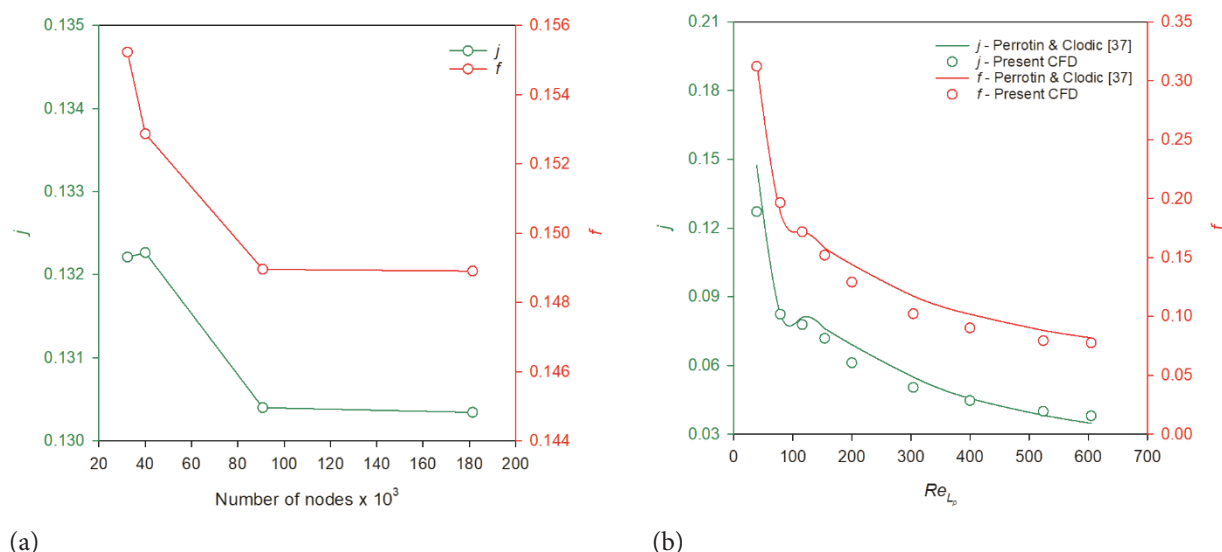 0.135
0.134
0.133
0.132
0.131
0.130
j
0.156
0.154
0.152
0.150
0.148
0.146
0.144
f
j
f
20 40 60 80 100 120 140 160 180 200
Number of nodes x 10³
(a)
0.21
0.18
0.15
0.12
0.09
0.06
0.03
j
0.35
0.30
0.25
0.20
0.15
0.10
0.05
0.00
f
j - Perrotin & Clodic [37]
j - Present CFD
f - Perrotin & Clodic [37]
f - Present CFD
0 100 200 300 400 500 600 700
Re_Lp
(b)